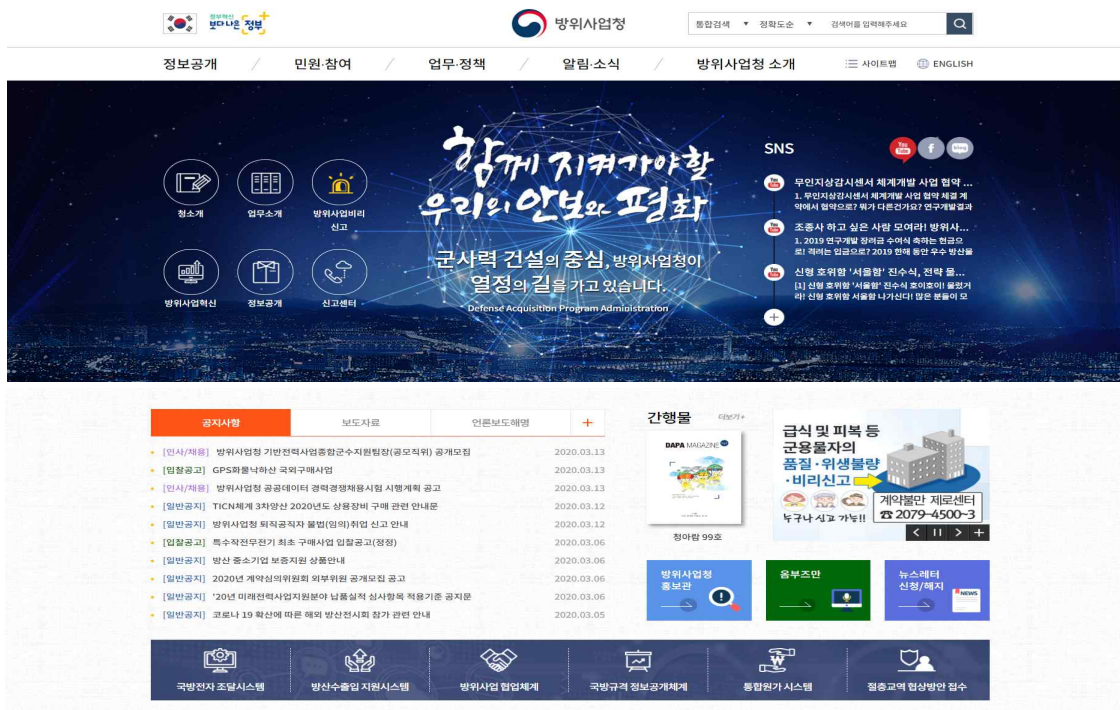 정부혁신
보다나은 정부
방위사업청
통합검색 ▼ 정확도순 ▼ 검색어를 입력해주세요
정보공개 / 민원·참여 / 업무·정책 / 알림·소식 / 방위사업청 소개
사이트맵 ENGLISH
함께 지켜가야할
우리의 안보와 평화
군사력 건설의 중심, 방위사업청이
열정의 길을 가고 있습니다.
Defense Acquisition Program Administration
청소개 업무소개 방위사업비리
신고
방위사업혁신 정보공개 신고센터
SNS
You Tube f blog
무인지상감시센서 체계개발 사업 협약 ...
1. 무인지상감시센서 체계개발 사업 협약 체결 계
약에서 협약으로? 뭐가 다른건가요? 연구개발결과
조종사 하고 싶은 사람 모여라! 방위사...
1. 2019 연구개발 장려금 수여식 축하는 현금으
로! 격려는 입금으로? 2019 한해 동안 우수 방산물
신형 호위함 '서울함' 진수식, 전략 물...
[1] 신형 호위함 '서울함' 진수식 호이호이! 물렀거
라! 신형 호위함 서울함 나가신다! 많은 분들이 모
+
공지사항 보도자료 언론보도해명 +
[인사/채용] 방위사업청 기반전력사업종합군수지원팀장(공모직위) 공개모집 2020.03.13
[입찰공고] GPS화물낙하산 국외구매사업 2020.03.13
[인사/채용] 방위사업청 공공데이터 경력경쟁채용시험 시행계획 공고 2020.03.13
[일반공지] TICN체계 3차양산 2020년도 상용장비 구매 관련 안내문 2020.03.12
[일반공지] 방위사업청 퇴직공직자 불법(임의)취업 신고 안내 2020.03.12
[입찰공고] 특수작전무전기 최초 구매사업 입찰공고(정정) 2020.03.06
[일반공지] 방산 중소기업 보증지원 상품안내 2020.03.06
[일반공지] 2020년 계약심의위원회 외부위원 공개모집 공고 2020.03.06
[일반공지] '20년 미래전력사업지원분야 납품실적 심사항목 적용기준 공지문 2020.03.06
[일반공지] 코로나 19 확산에 따른 해외 방산전시회 참가 관련 안내 2020.03.05
간행물 더보기+
DAPA MAGAZINE
청아람 99호
급식 및 피복 등
군용물자의
품질·위생불량
·비리신고
누구나 신고 가능!!
계약불만 제로센터
☎ 2079-4500~3
방위사업청
홍보관
옴부즈만
뉴스레터
신청/해지
NEWS
국방전자 조달시스템 방산수출입 지원시스템 방위사업 협업체계 국방규격 정보공개체계 통합원가 시스템 절충교역 협상방안 접수